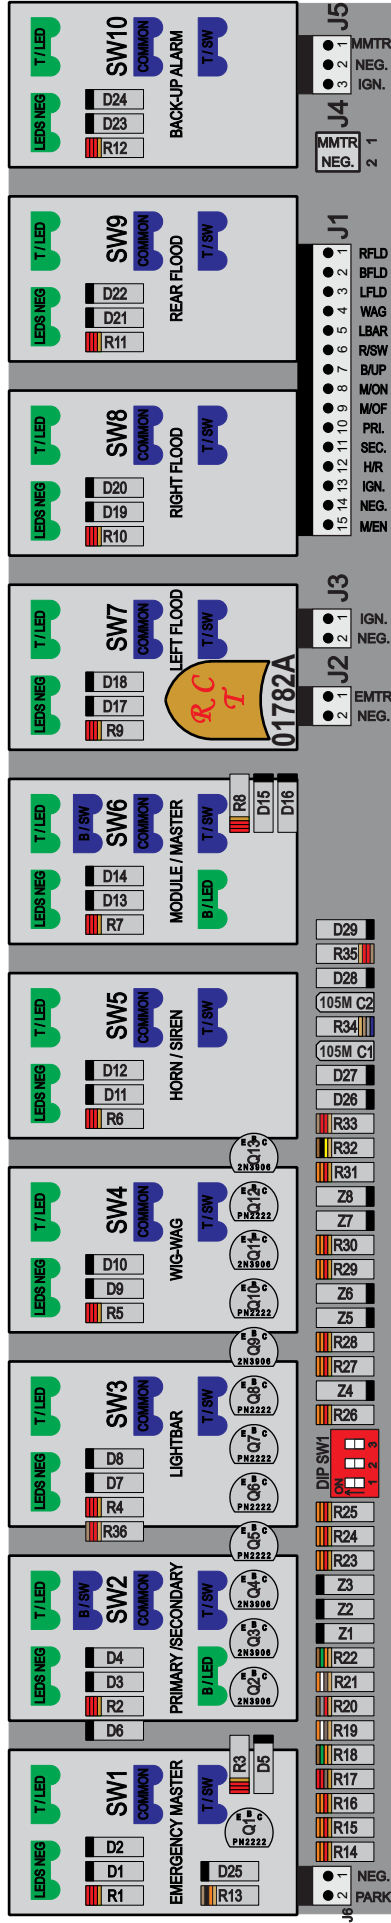 T / LED
LEDS NEG
SW10
COMMON
T / SW
D24
D23
R12
BACK-UP ALARM
J5
1 MMTR
2 NEG.
3 IGN.
J4
MMTR 1
NEG. 2
T / LED
LEDS NEG
SW9
COMMON
T / SW
D22
D21
R11
REAR FLOOD
J1
1 RFLD
2 BFLD
3 LFLD
4 WAG
5 LBAR
6 R/SW
7 B/UP
8 M/ON
9 M/OF
10 PRI.
11 SEC.
12 H/R
13 IGN.
14 NEG.
15 M/EN
T / LED
LEDS NEG
SW8
COMMON
T / SW
D20
D19
R10
RIGHT FLOOD
T / LED
LEDS NEG
SW7
COMMON
T / SW
D18
D17
R9
LEFT FLOOD
R C
T
01782A
J3
1 IGN.
2 NEG.
J2
1 EMTR
2 NEG.
T / LED
LEDS NEG
B / SW
SW6
COMMON
T / SW
B / LED
D14
D13
R7
MODULE / MASTER
R8
D15
D16
T / LED
LEDS NEG
SW5
COMMON
T / SW
D12
D11
R6
HORN / SIREN
T / LED
LEDS NEG
SW4
COMMON
T / SW
D10
D9
R5
WIG-WAG
E B C
Q13
2N3906
E B C
Q12
PN2222
E B C
Q11
2N3906
E B C
Q10
PN2222
E B C
Q9
2N3906
T / LED
LEDS NEG
SW3
COMMON
T / SW
D8
D7
R4
R36
LIGHTBAR
E B C
Q8
PN2222
E B C
Q7
PN2222
E B C
Q6
PN2222
E B C
Q5
PN2222
T / LED
LEDS NEG
B / SW
SW2
COMMON
T / SW
B / LED
D4
D3
R2
D6
PRIMARY /SECONDARY
E B C
Q4
2N3906
E B C
Q3
2N3906
E B C
Q2
2N3906
T / LED
LEDS NEG
SW1
COMMON
T / SW
D2
D1
R1
EMERGENCY MASTER
R3
D5
E B C
Q1
PN2222
D25
R13
D29
R35
D28
105M C2
R34
105M C1
D27
D26
R33
R32
R31
Z8
Z7
R30
R29
Z6
Z5
R28
R27
Z4
R26
DIP SW1
ON
1 2 3
R25
R24
R23
Z3
Z2
Z1
R22
R21
R20
R19
R18
R17
R16
R15
R14
J6
1 NEG.
2 PARK